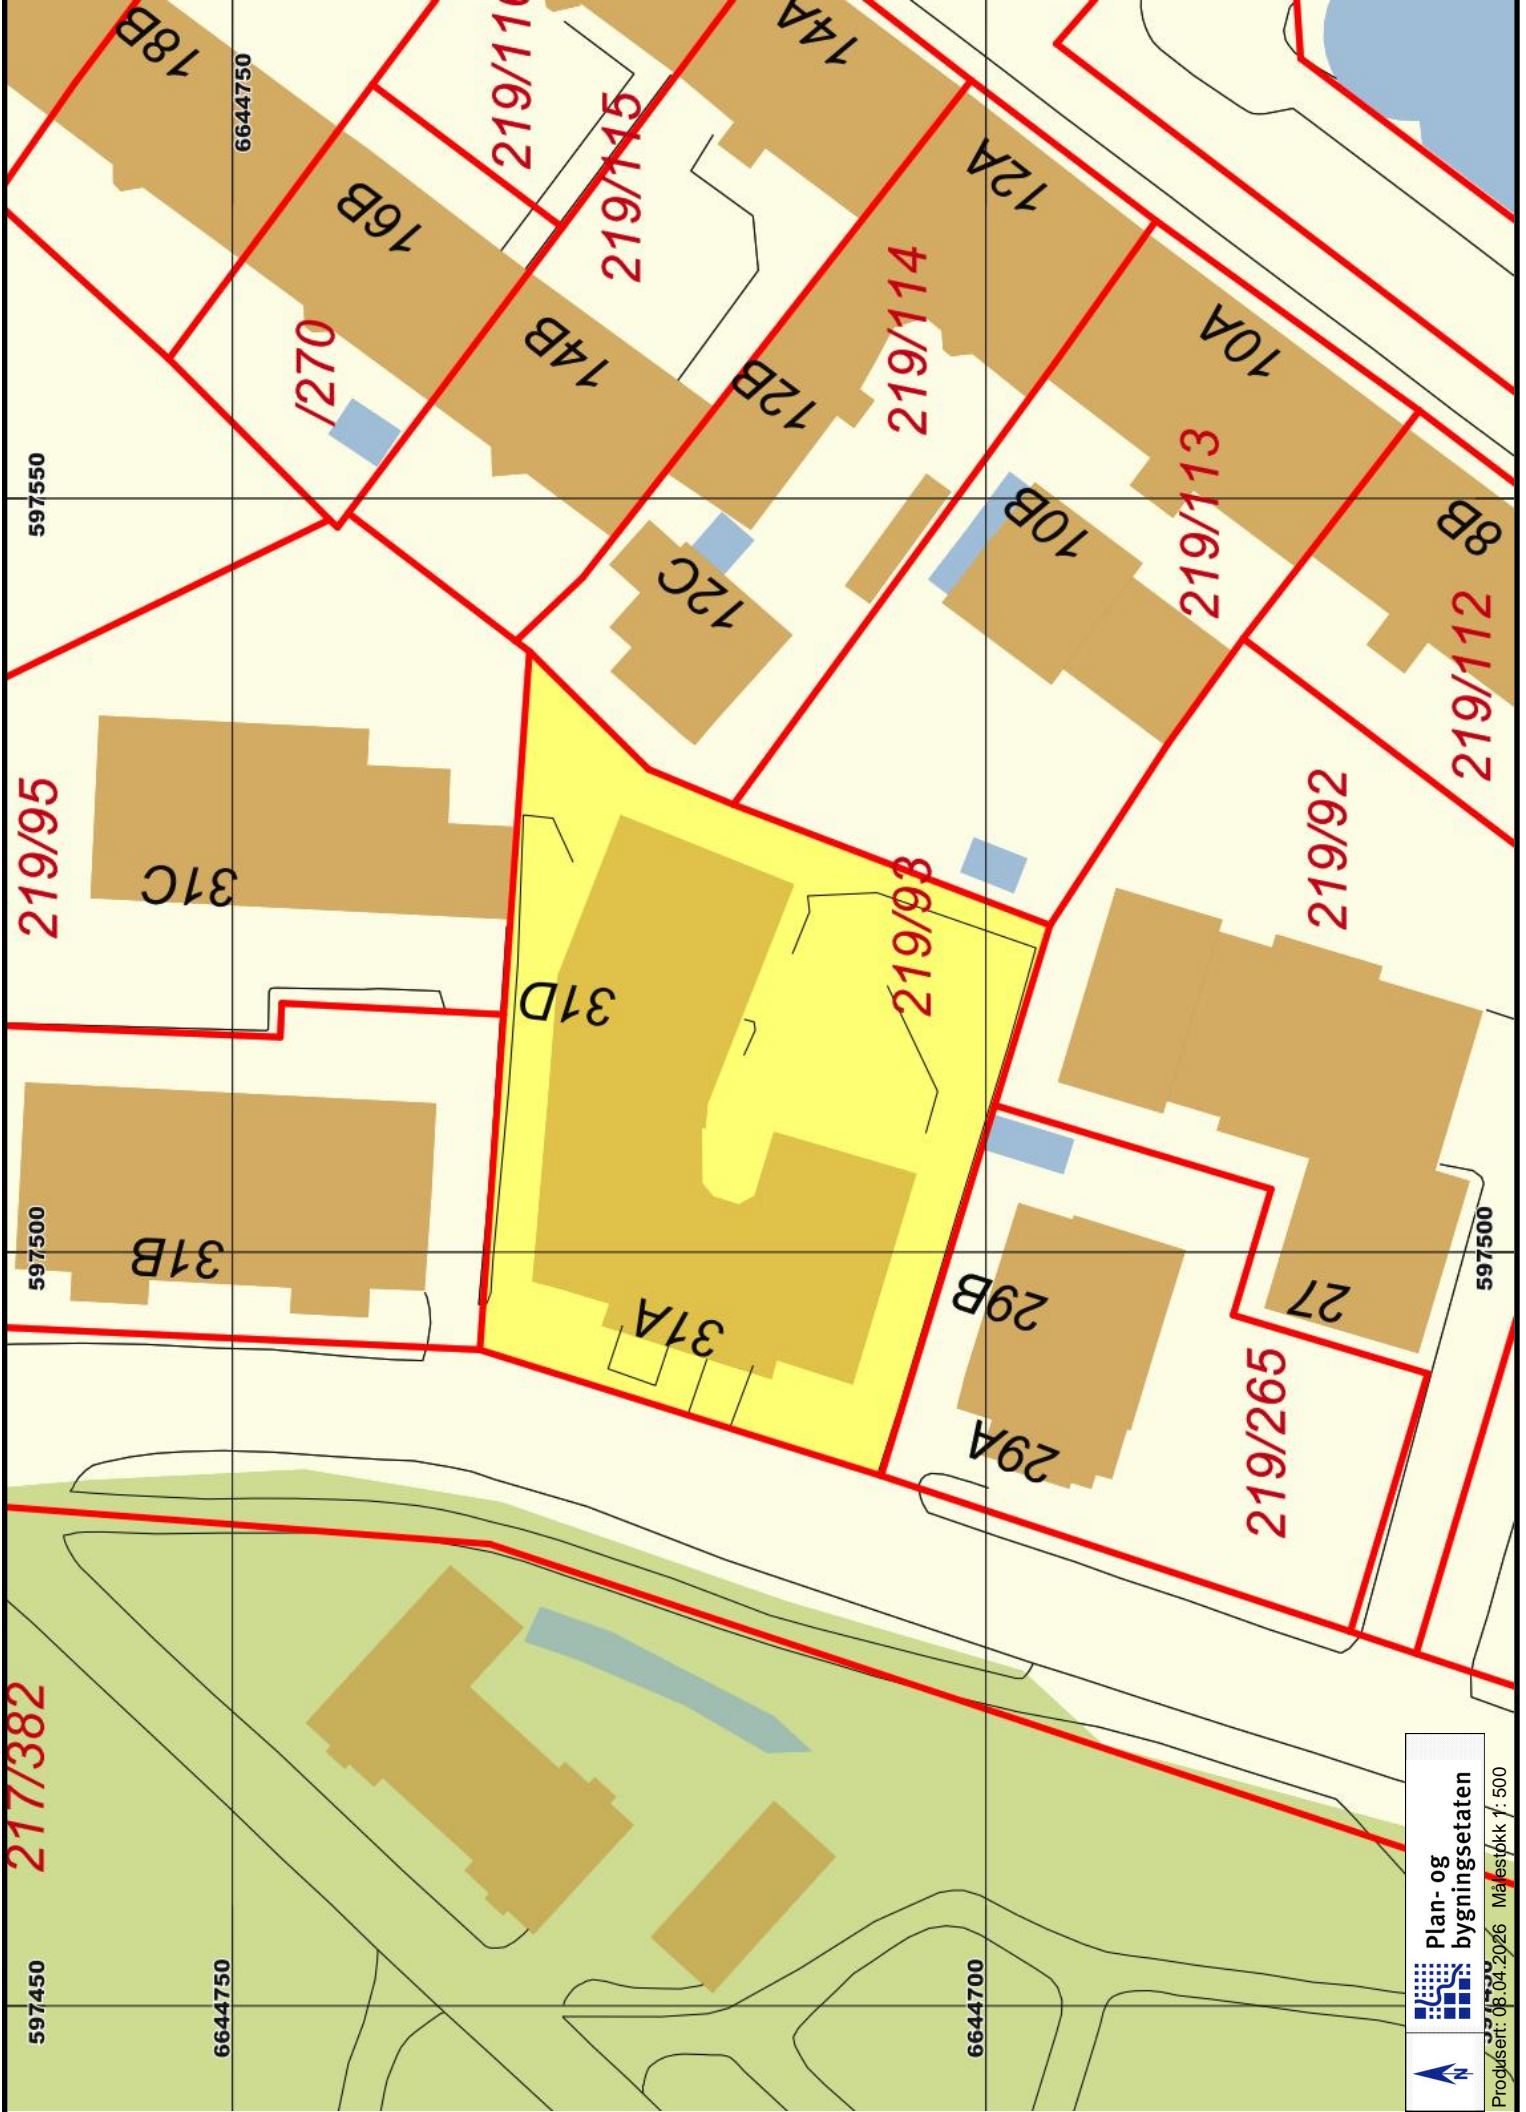 18B
6644750
219/116
14A
219/115
12A
16B
219/114
10A
/270
14B
12B
597550
219/113
10B
8B
12C
219/112
219/95
31C
219/92
219/93
31D
597500
31B
31A
29B
27
597500
29A
219/265
217/382
597450
6644750
6644700
Plan- og
bygningsetaten
N
Produsert: 08.04.2026 Målestokk 1: 500